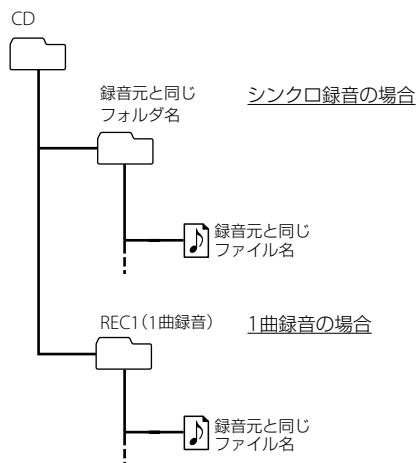 CD
録音元と同じ
フォルダ名
シンクロ録音の場合
録音元と同じ
ファイル名
REC1(1曲録音)
1曲録音の場合
録音元と同じ
ファイル名